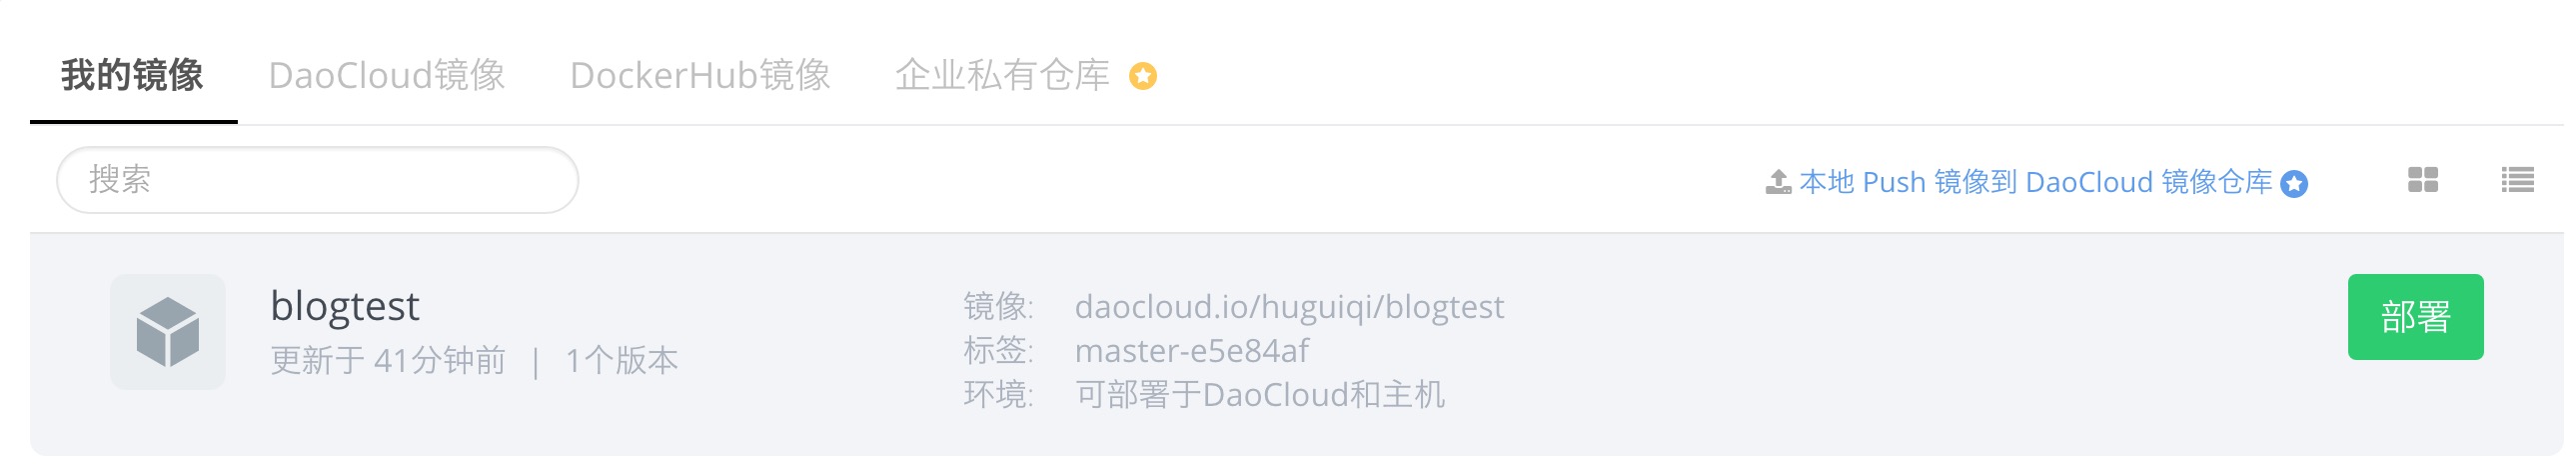 我的镜像 DaoCloud镜像 DockerHub镜像 企业私有仓库
搜索 本地 Push 镜像到 DaoCloud 镜像仓库
blogtest
更新于 41分钟前 | 1个版本
镜像: daocloud.io/huguiqi/blogtest
标签: master-e5e84af
环境: 可部署于DaoCloud和主机
部署